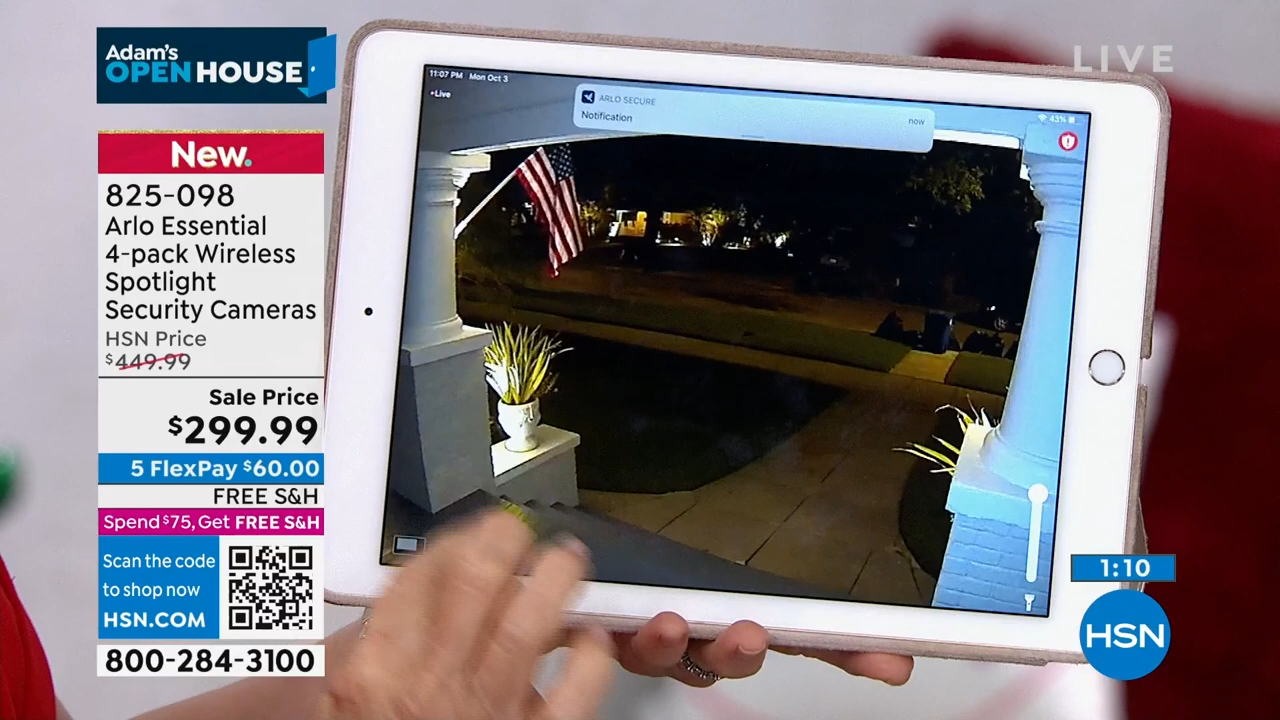 Adam's
OPEN HOUSE
New.
825-098
Arlo Essential
4-pack Wireless
Spotlight
Security Cameras
HSN Price
$449.99
Sale Price
$299.99
5 FlexPay $60.00
FREE S&H
Spend $75, Get FREE S&H
Scan the code
to shop now
HSN.COM
800-284-3100
11:07 PM Mon Oct 3
•Live
ARLO SECURE
Notification
now
43%
LIVE
1:10
HSN